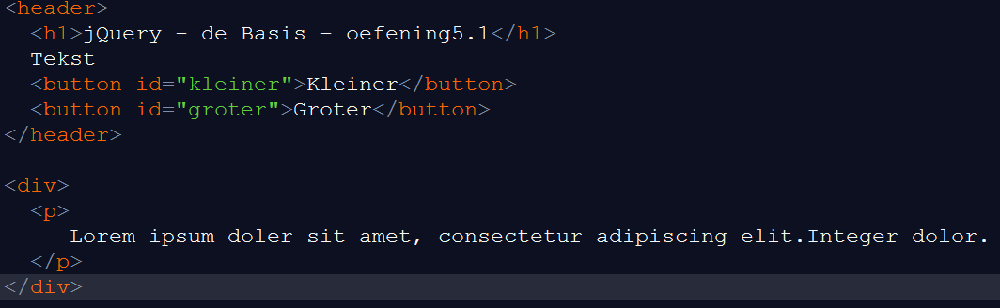 <header>
<h1>jQuery - de Basis - oefening5.1</h1>
Tekst
<button id="kleiner">Kleiner</button>
<button id="groter">Groter</button>
</header>
<div>
<p>
Lorem ipsum doler sit amet, consectetur adipiscing elit.Integer dolor.
</p>
</div>